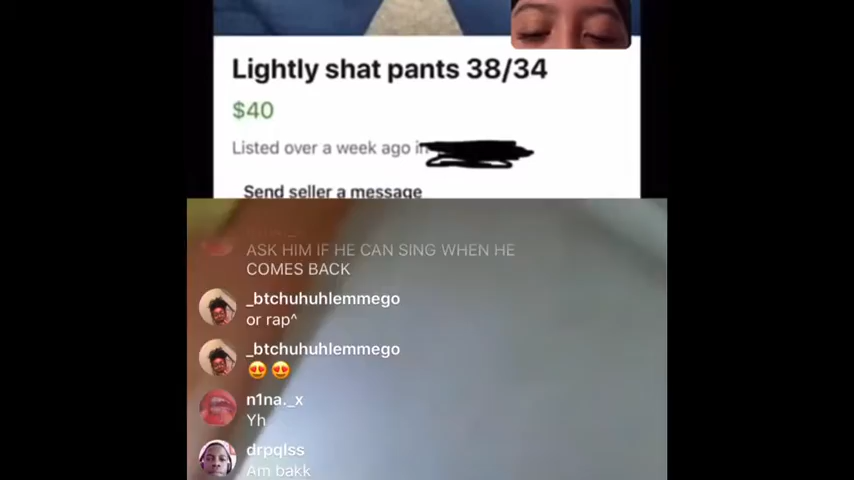 Lightly shat pants 38/34
$40
Listed over a week ago in
Send seller a message
ASK HIM IF HE CAN SING WHEN HE
COMES BACK
_btchuhuhlemmego
or rap^
_btchuhuhlemmego
😍😍
n1na._x
Yh
drpqlss
Am bakk